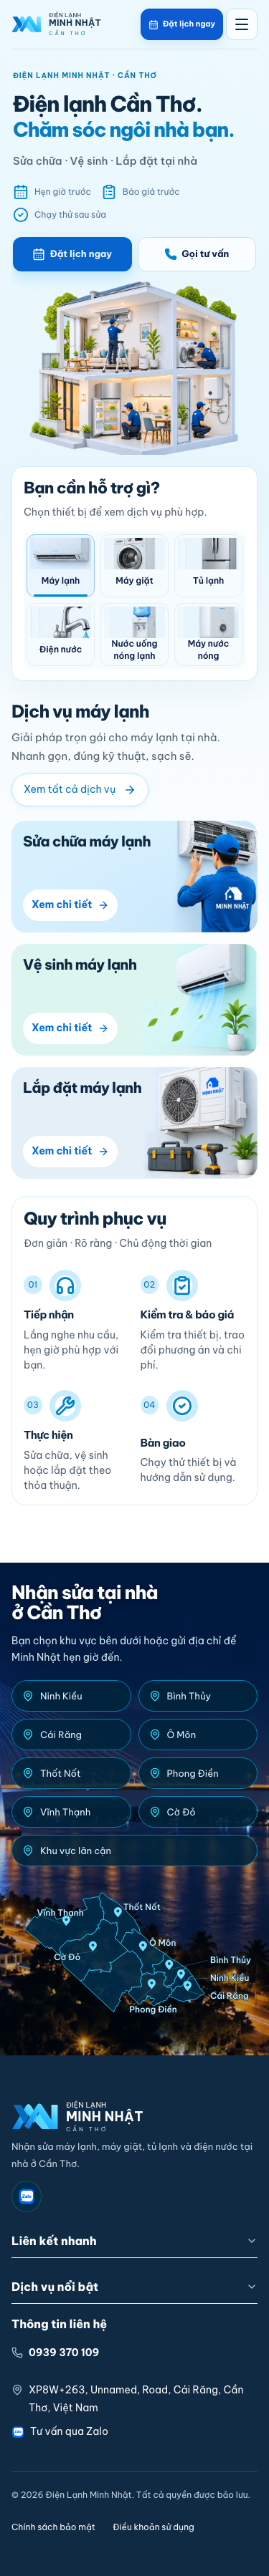 ĐIỆN LẠNH
MINH NHẬT
CẦN THƠ
Đặt lịch ngay
ĐIỆN LẠNH MINH NHẬT · CẦN THƠ
Điện lạnh Cần Thơ.
Chăm sóc ngôi nhà bạn.
Sửa chữa · Vệ sinh · Lắp đặt tại nhà
Hẹn giờ trước
Báo giá trước
Chạy thử sau sửa
Đặt lịch ngay
Gọi tư vấn
Bạn cần hỗ trợ gì?
Chọn thiết bị để xem dịch vụ phù hợp.
Máy lạnh
Máy giặt
Tủ lạnh
Điện nước
Nước uống
nóng lạnh
Máy nước
nóng
Dịch vụ máy lạnh
Giải pháp trọn gói cho máy lạnh tại nhà.
Nhanh gọn, đúng kỹ thuật, sạch sẽ.
Xem tất cả dịch vụ
Sửa chữa máy lạnh
Xem chi tiết
MINH NHẬT
Vệ sinh máy lạnh
Xem chi tiết
Lắp đặt máy lạnh
Xem chi tiết
MINH NHẬT
Quy trình phục vụ
Đơn giản · Rõ ràng · Chủ động thời gian
01
Tiếp nhận
Lắng nghe nhu cầu,
hẹn giờ phù hợp với
bạn.
02
Kiểm tra & báo giá
Kiểm tra thiết bị, trao
đổi phương án và chi
phí.
03
Thực hiện
Sửa chữa, vệ sinh
hoặc lắp đặt theo
thỏa thuận.
04
Bàn giao
Chạy thử thiết bị và
hướng dẫn sử dụng.
Nhận sửa tại nhà
ở Cần Thơ
Bạn chọn khu vực bên dưới hoặc gửi địa chỉ để
Minh Nhật hẹn giờ đến.
Ninh Kiều
Bình Thủy
Cái Răng
Ô Môn
Thốt Nốt
Phong Điền
Vĩnh Thạnh
Cờ Đỏ
Khu vực lân cận
Thốt Nốt
Vĩnh Thạnh
Ô Môn
Cờ Đỏ
Bình Thủy
Ninh Kiều
Cái Răng
Phong Điền
ĐIỆN LẠNH
MINH NHẬT
CẦN THƠ
Nhận sửa máy lạnh, máy giặt, tủ lạnh và điện nước tại
nhà ở Cần Thơ.
Zalo
Liên kết nhanh
Dịch vụ nổi bật
Thông tin liên hệ
0939 370 109
XP8W+263, Unnamed, Road, Cái Răng, Cần
Thơ, Việt Nam
Zalo
Tư vấn qua Zalo
© 2026 Điện Lạnh Minh Nhật. Tất cả quyền được bảo lưu.
Chính sách bảo mật
Điều khoản sử dụng